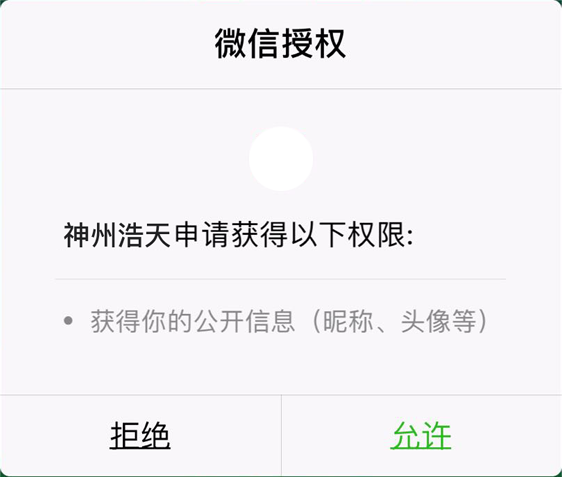 微信授权
神州浩天申请获得以下权限:
• 获得你的公开信息（昵称、头像等）
拒绝
允许